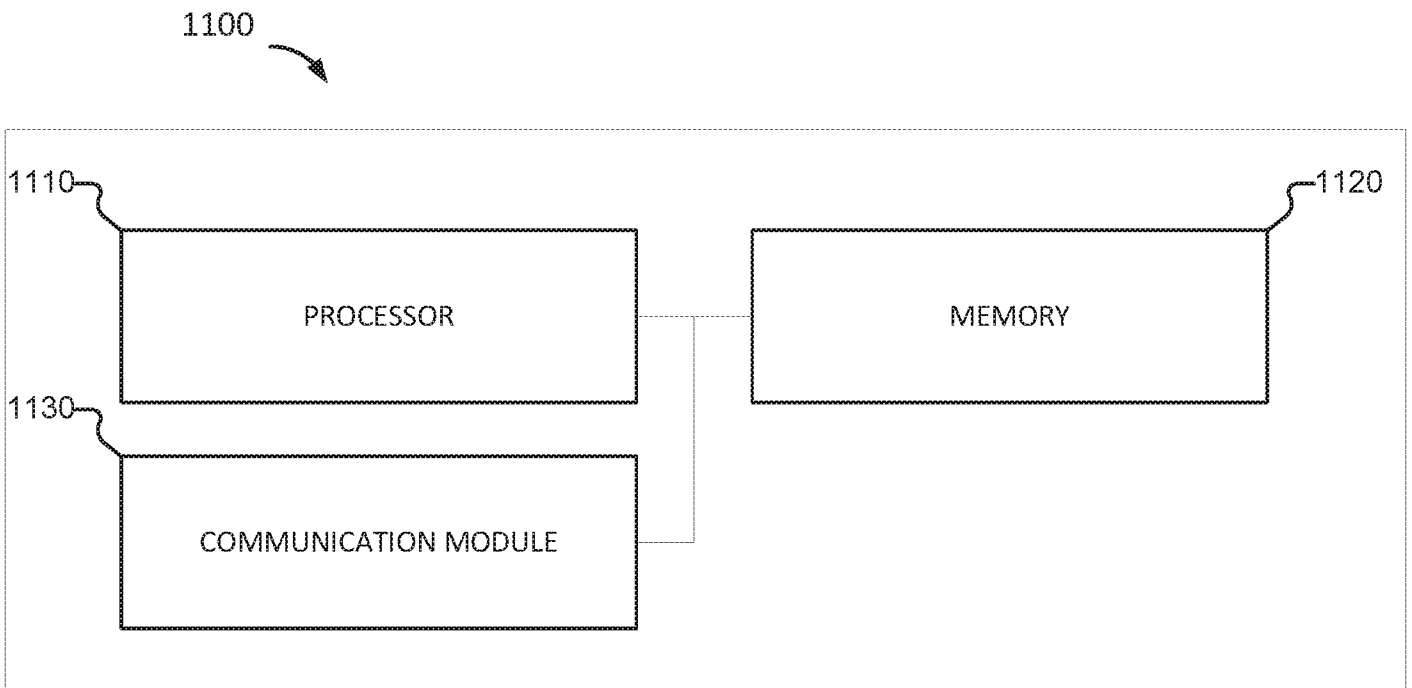 1100
1110
1120
PROCESSOR
MEMORY
1130
COMMUNICATION MODULE